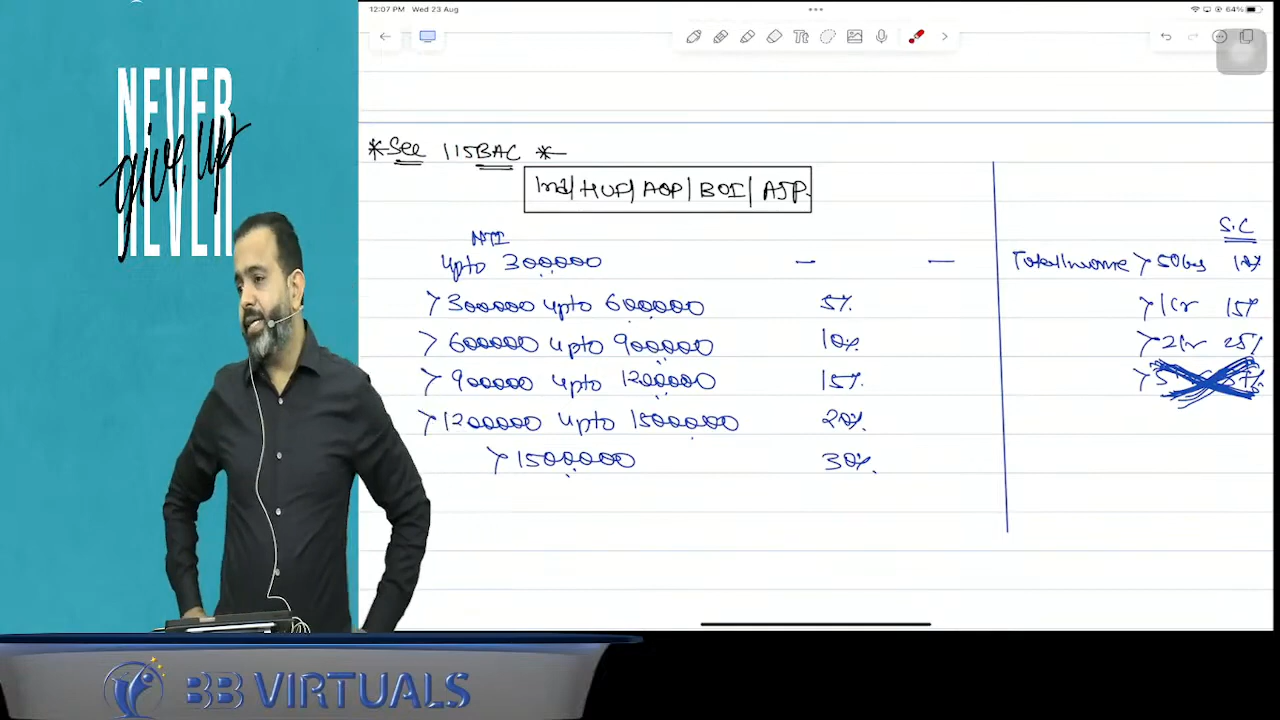 12:07 PM Wed 23 Aug
64%
NEVER
give up
NEVER
*See 115BAC *
Ind/HUF/AOP/BOI/AJP.
NTI
S.C
upto 300000 — —
Total Income > 50 lacs 10%
> 300000 upto 600000 5%
> 1 Cr 15%
> 600000 upto 900000 10%
> 2 Cr 25%
> 900000 upto 1200000 15%
> 1200000 upto 1500000 20%
> 1500000 30%.
BB VIRTUALS